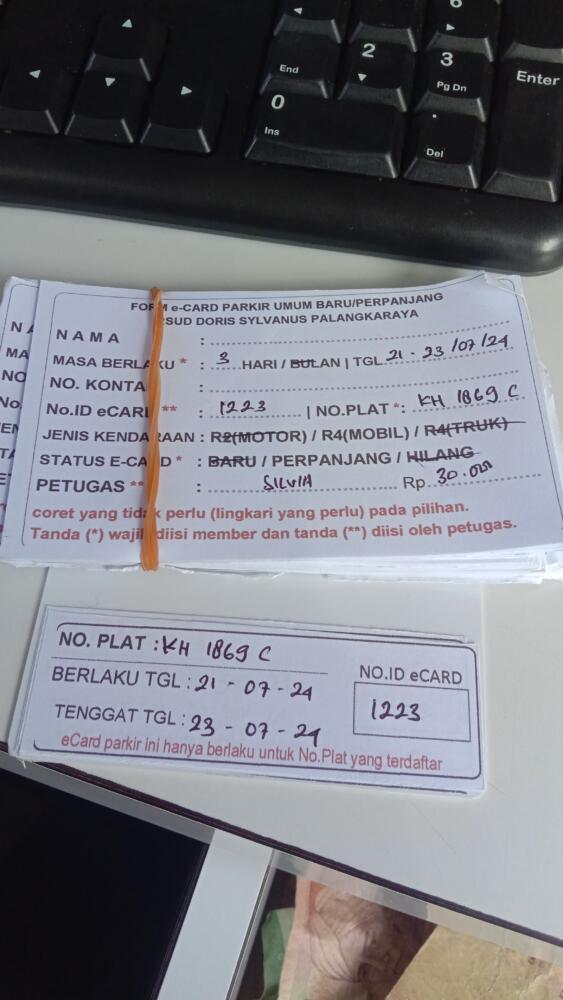 6
2
3
End
Pg Dn
Enter
0
Ins
.
Del
FORM e-CARD PARKIR UMUM BARU/PERPANJANG
RSUD DORIS SYLVANUS PALANGKARAYA
NAMA :
MASA BERLAKU * : 3 HARI / BULAN | TGL 21 - 23 /07 /24
NO. KONTA :
No.ID eCARD ** : 1223 | NO.PLAT *: KH 1869 C
JENIS KENDARAAN : R2(MOTOR) / R4(MOBIL) / R4(TRUK)
STATUS E-CARD * : BARU / PERPANJANG / HILANG
PETUGAS ** : SILVIA Rp. 30.000
coret yang tidak perlu (lingkari yang perlu) pada pilihan.
Tanda (*) wajib diisi member dan tanda (**) diisi oleh petugas.
NO. PLAT : KH 1869 C
BERLAKU TGL : 21 - 07 - 24
NO.ID eCARD
1223
TENGGAT TGL : 23 - 07 - 24
eCard parkir ini hanya berlaku untuk No.Plat yang terdaftar